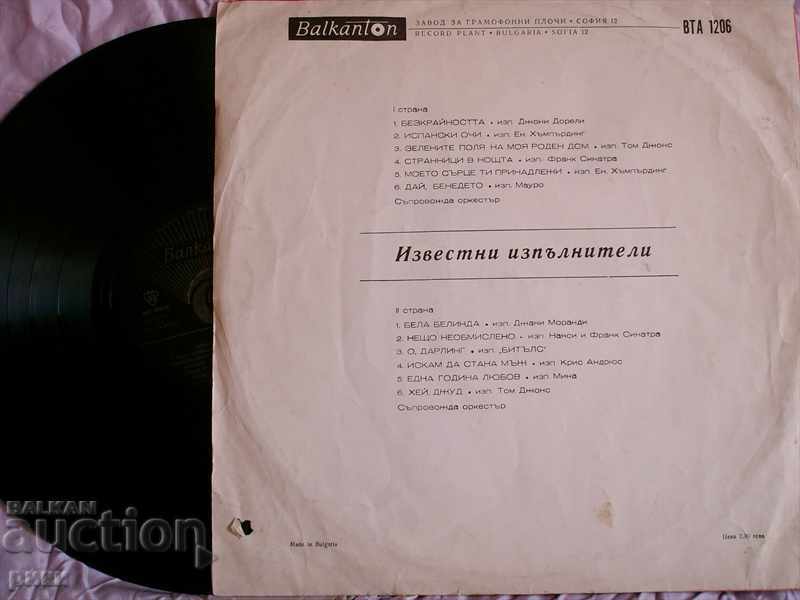 Balkanton
ЗАВОД ЗА ГРАМОФОННИ ПЛОЧИ • СОФИЯ 12
RECORD PLANT • BULGARIA • SOFIA 12
ВТА 1206
I страна
1. БЕЗКРАЙНОСТТА • изп. Джони Дорели
2. ИСПАНСКИ ОЧИ • изп. Ен. Хъмпърдинг
3. ЗЕЛЕНИТЕ ПОЛЯ НА МОЯ РОДЕН ДОМ • изп. Том Джонс
4. СТРАННИЦИ В НОЩТА • изп. Франк Синатра
5. МОЕТО СЪРЦЕ ТИ ПРИНАДЛЕЖИ • изп. Ен. Хъмпърдинг
6. ДАЙ, БЕНЕДЕТО • изп. Мауро
Съпровожда оркестър
Известни изпълнители
II страна
1. БЕЛА БЕЛИНДА • изп. Джани Моранди
2. НЕЩО НЕОБМИСЛЕНО • изп. Нанси и Франк Синатра
3. О, ДАРЛИНГ • изп. „БИТЪЛС"
4. ИСКАМ ДА СТАНА МЪЖ • изп. Крис Андрюс
5. ЕДНА ГОДИНА ЛЮБОВ • изп. Мина
6. ХЕЙ, ДЖУД • изп. Том Джонс
Съпровожда оркестър
Made in Bulgaria
Цена лева
Balkan
BALKAN
auction